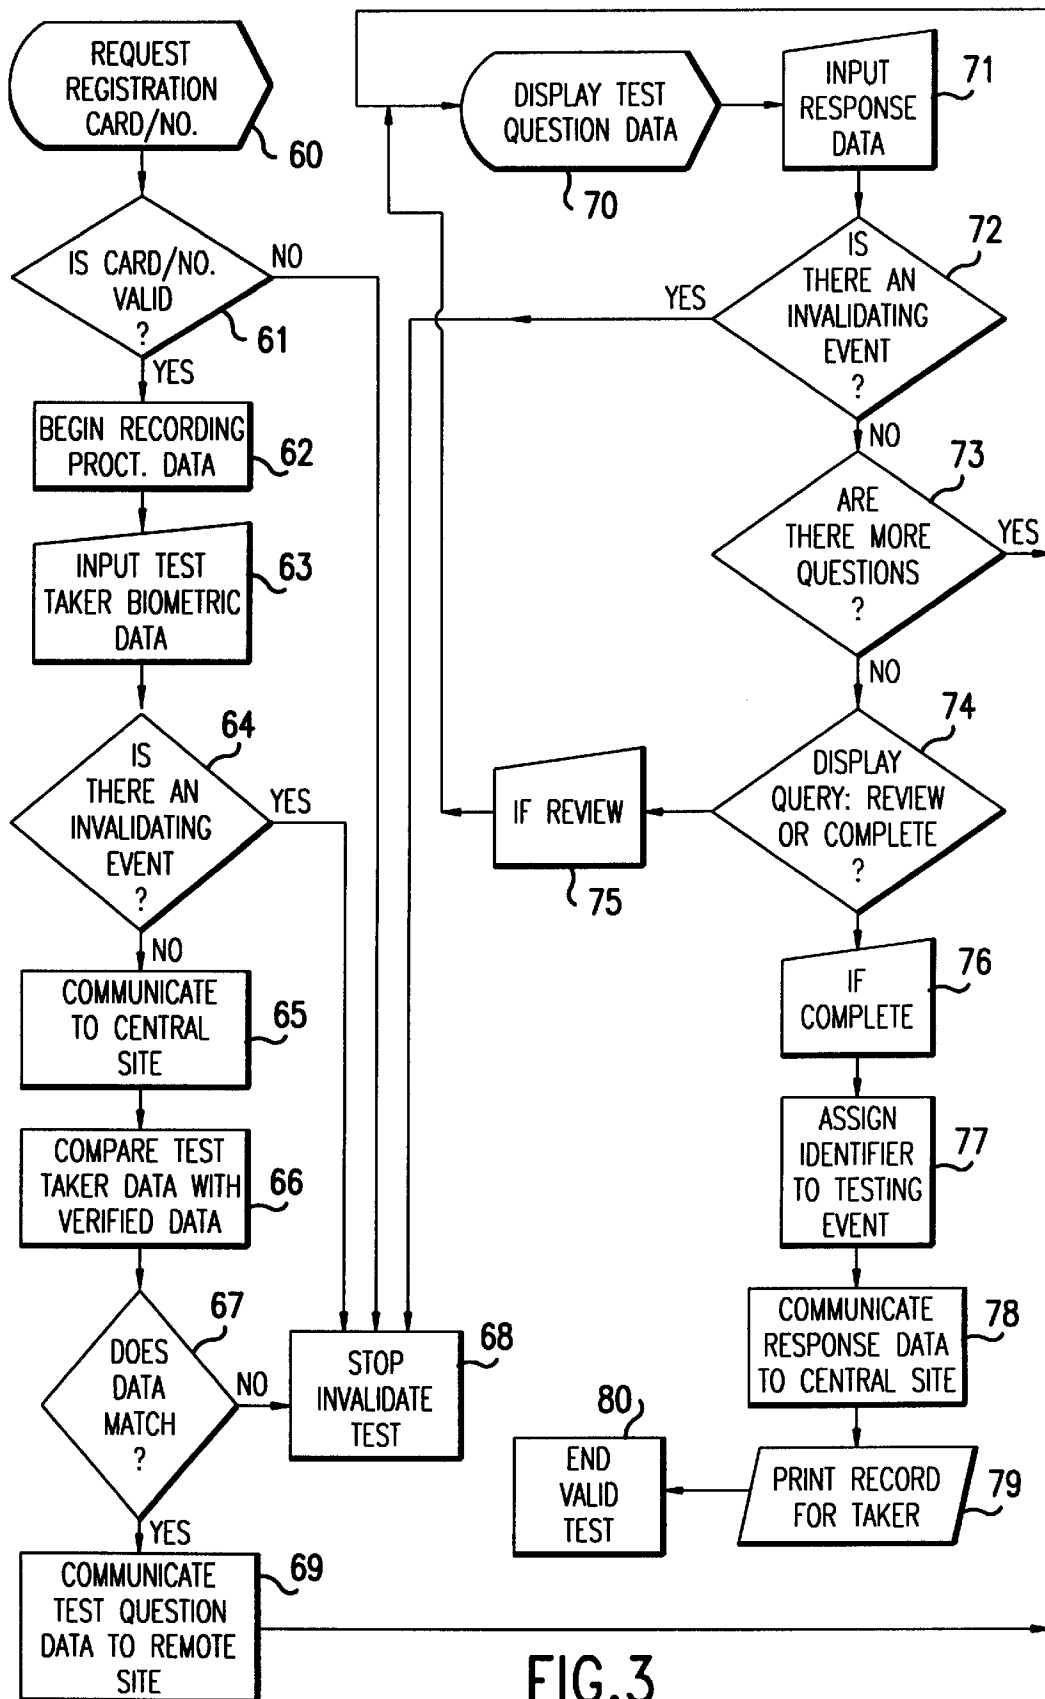 REQUEST
REGISTRATION
CARD/NO.
60
IS CARD/NO.
VALID
?
61
NO
YES
BEGIN RECORDING
PROCT. DATA
62
INPUT TEST
TAKER BIOMETRIC
DATA
63
IS
THERE AN
INVALIDATING
EVENT
?
64
YES
NO
COMMUNICATE
TO CENTRAL
SITE
65
COMPARE TEST
TAKER DATA WITH
VERIFIED DATA
66
DOES
DATA
MATCH
?
67
NO
YES
STOP
INVALIDATE
TEST
68
COMMUNICATE
TEST QUESTION
DATA TO REMOTE
SITE
69
DISPLAY TEST
QUESTION DATA
70
INPUT
RESPONSE
DATA
71
IS
THERE AN
INVALIDATING
EVENT
?
72
YES
NO
ARE
THERE MORE
QUESTIONS
?
73
YES
NO
DISPLAY
QUERY: REVIEW
OR COMPLETE
?
74
IF REVIEW
75
IF
COMPLETE
76
ASSIGN
IDENTIFIER
TO TESTING
EVENT
77
COMMUNICATE
RESPONSE DATA
TO CENTRAL SITE
78
PRINT RECORD
FOR TAKER
79
END
VALID
TEST
80
FIG.3